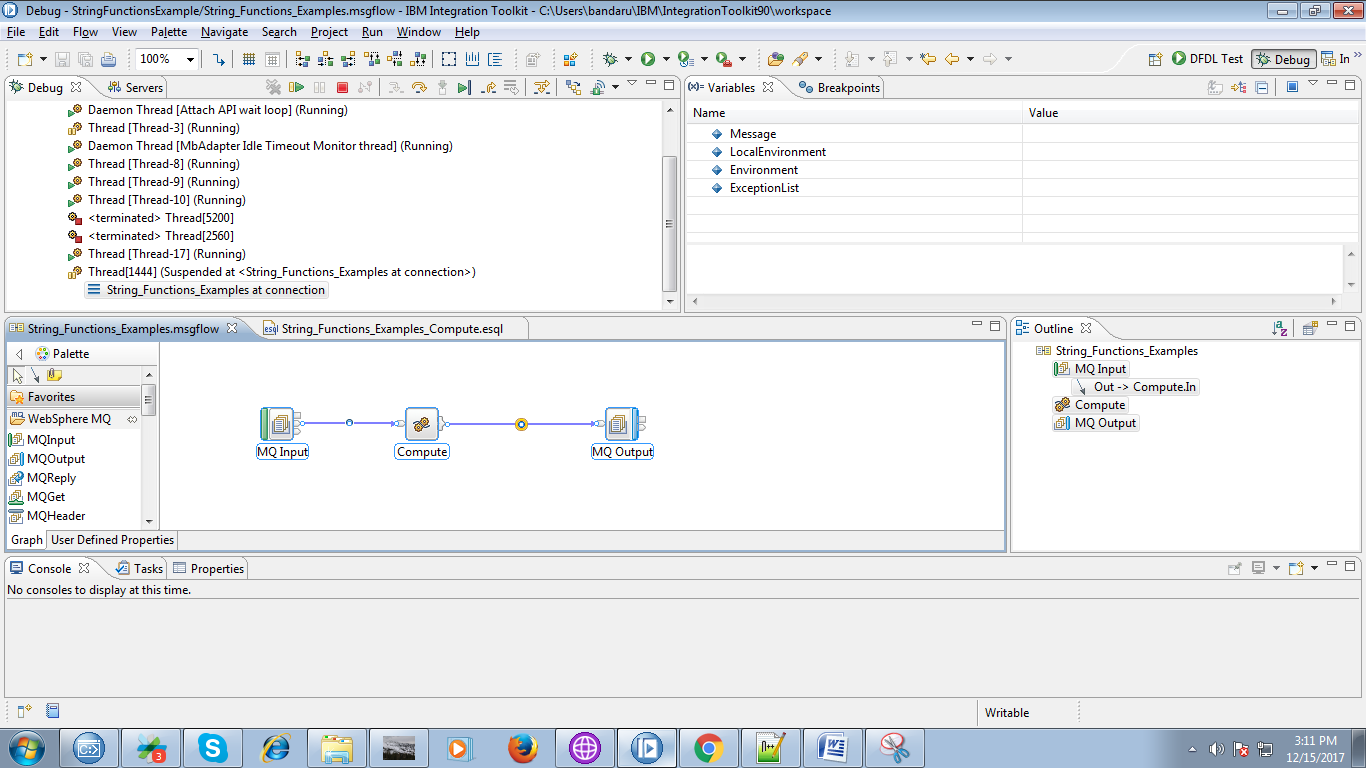 Debug - StringFunctionsExample/String_Functions_Examples.msgflow - IBM Integration Toolkit - C:\Users\bandaru\IBM\IntegrationToolkit90\workspace
File Edit Flow View Palette Navigate Search Project Run Window Help
100% DFDL Test Debug In »
Debug Servers
Daemon Thread [Attach API wait loop] (Running)
Thread [Thread-3] (Running)
Daemon Thread [MbAdapter Idle Timeout Monitor thread] (Running)
Thread [Thread-8] (Running)
Thread [Thread-9] (Running)
Thread [Thread-10] (Running)
<terminated> Thread[5200]
<terminated> Thread[2560]
Thread [Thread-17] (Running)
Thread[1444] (Suspended at <String_Functions_Examples at connection>)
String_Functions_Examples at connection
(x)= Variables Breakpoints
Name Value
Message
LocalEnvironment
Environment
ExceptionList
String_Functions_Examples.msgflow esql String_Functions_Examples_Compute.esql
Palette
Favorites
WebSphere MQ
MQInput
MQOutput
MQReply
MQGet
MQHeader
MQ Input Compute MQ Output
Graph User Defined Properties
Outline
String_Functions_Examples
MQ Input
Out -> Compute.In
Compute
MQ Output
Console Tasks Properties
No consoles to display at this time.
Writable
3
3:11 PM
12/15/2017